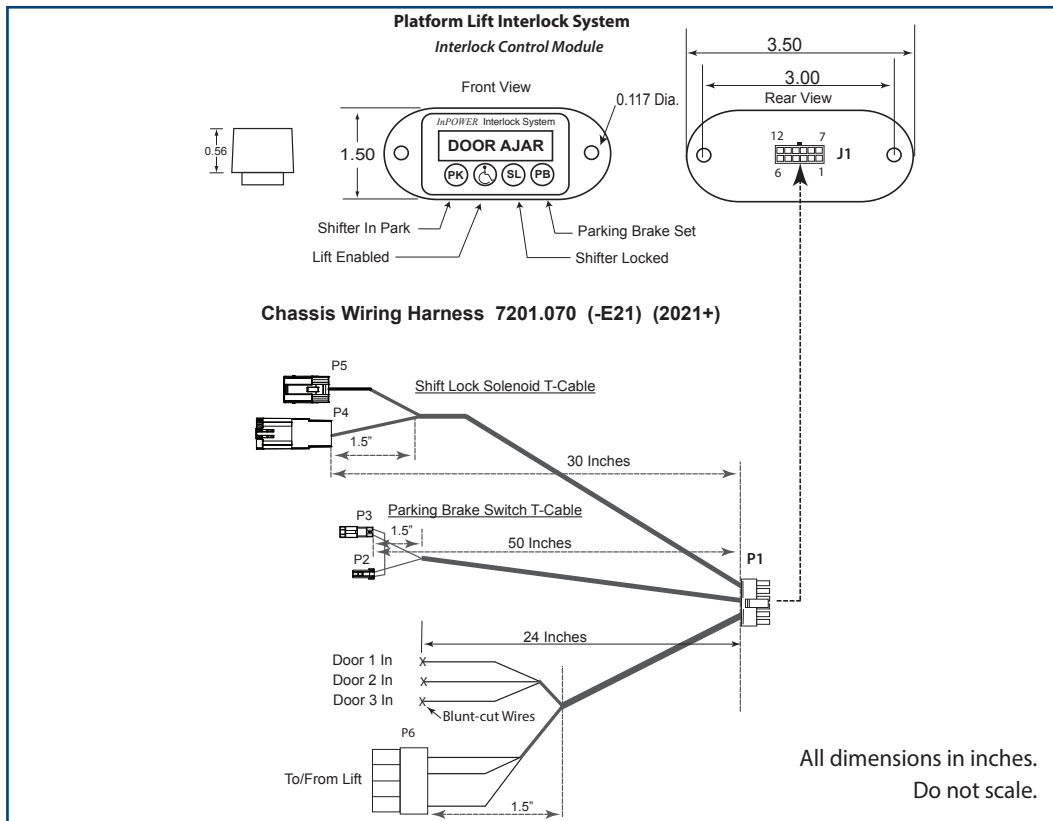 Platform Lift Interlock System
Interlock Control Module
Front View
0.56
1.50
InPOWER Interlock System
DOOR AJAR
PK SL PB
0.117 Dia.
Shifter In Park
Lift Enabled
Parking Brake Set
Shifter Locked
3.50
3.00
Rear View
12 7
J1
6 1
Chassis Wiring Harness 7201.070 (-E21) (2021+)
P5
Shift Lock Solenoid T-Cable
P4
1.5"
30 Inches
Parking Brake Switch T-Cable
P3
1.5"
50 Inches
P2
P1
24 Inches
Door 1 In X
Door 2 In X
Door 3 In X
Blunt-cut Wires
P6
To/From Lift
1.5"
All dimensions in inches.
Do not scale.